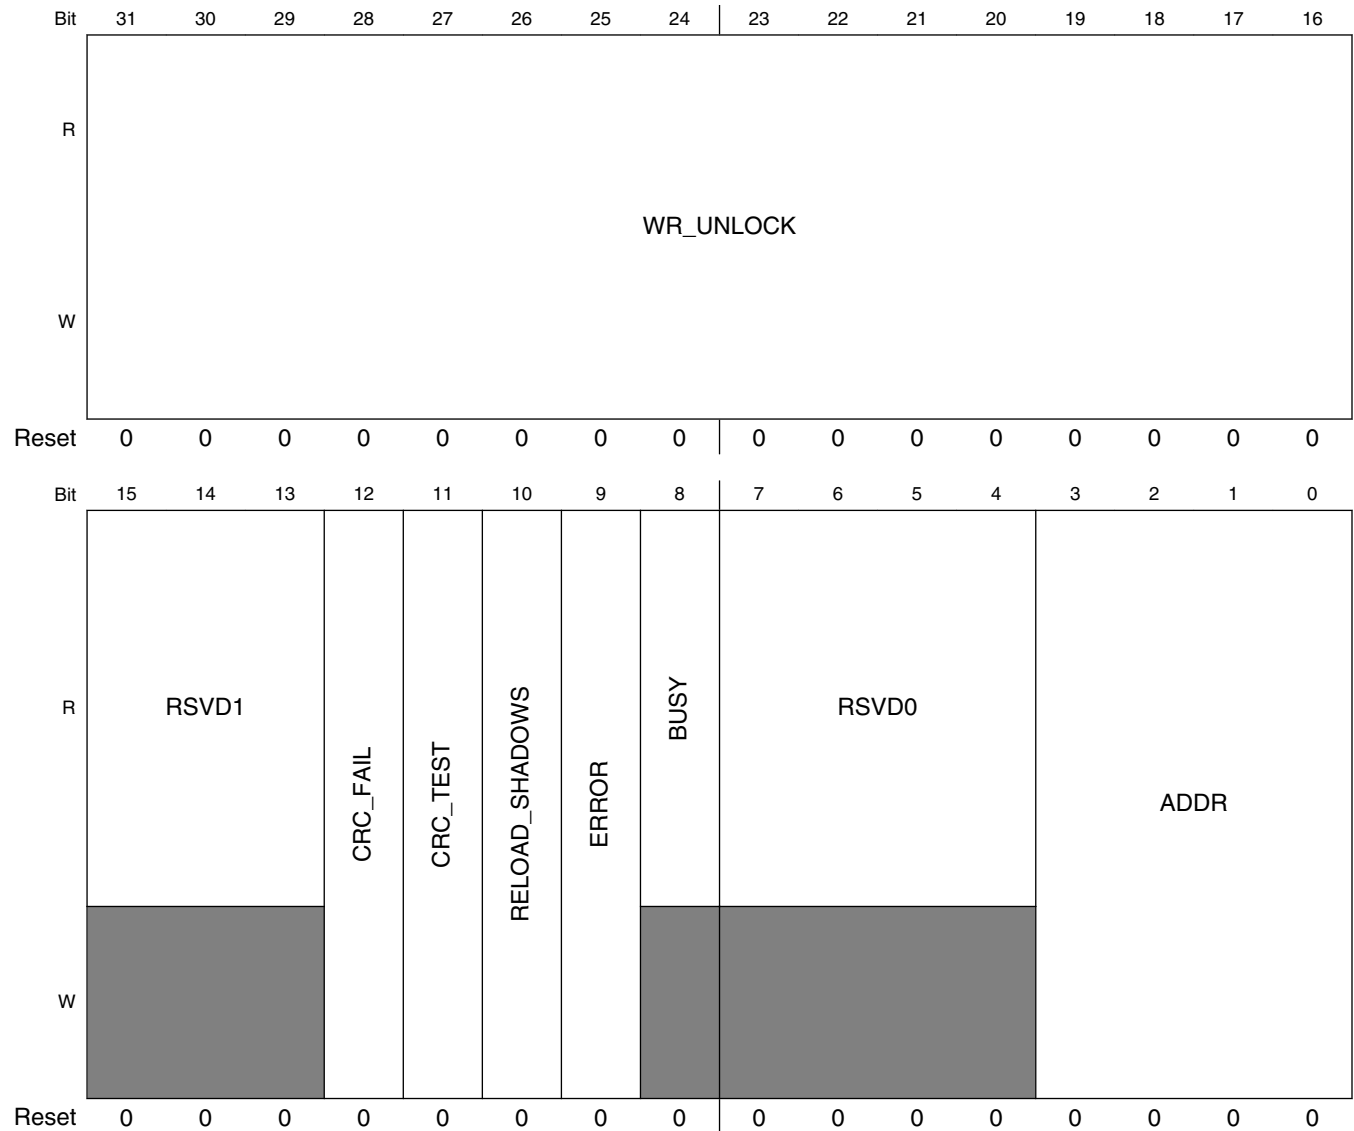 Bit 31 30 29 28 27 26 25 24 23 22 21 20 19 18 17 16
R
WR_UNLOCK
W
Reset 0 0 0 0 0 0 0 0 0 0 0 0 0 0 0 0
Bit 15 14 13 12 11 10 9 8 7 6 5 4 3 2 1 0
R RSVD1 CRC_FAIL CRC_TEST RELOAD_SHADOWS ERROR BUSY RSVD0 ADDR
W
Reset 0 0 0 0 0 0 0 0 0 0 0 0 0 0 0 0